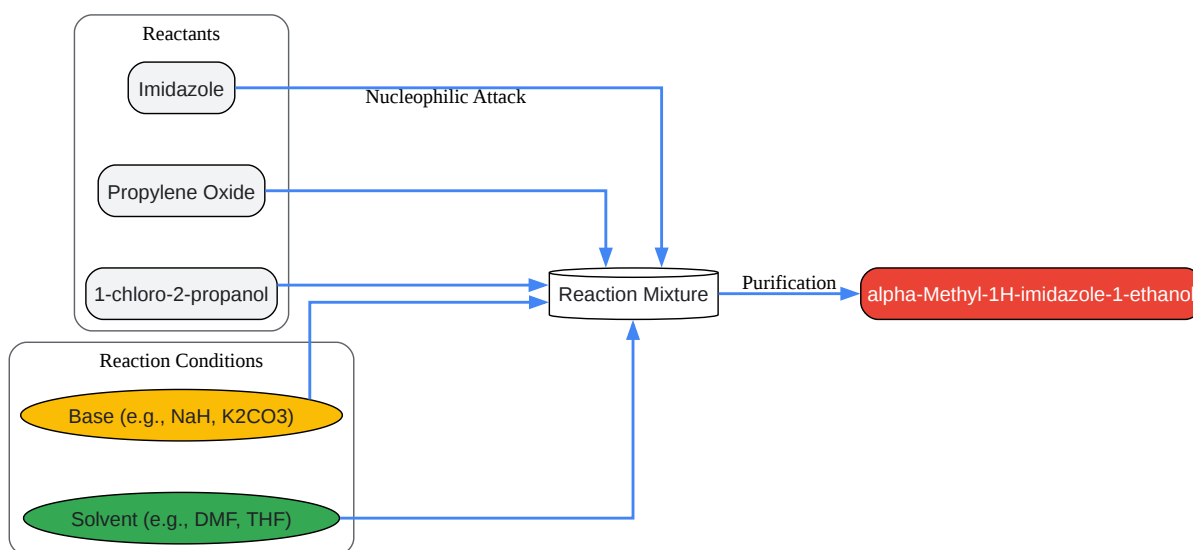 Reactants
Imidazole
Nucleophilic Attack
Propylene Oxide
1-chloro-2-propanol
Reaction Mixture
Purification
alpha-Methyl-1H-imidazole-1-ethanol
Reaction Conditions
Base (e.g., NaH, K2CO3)
Solvent (e.g., DMF, THF)